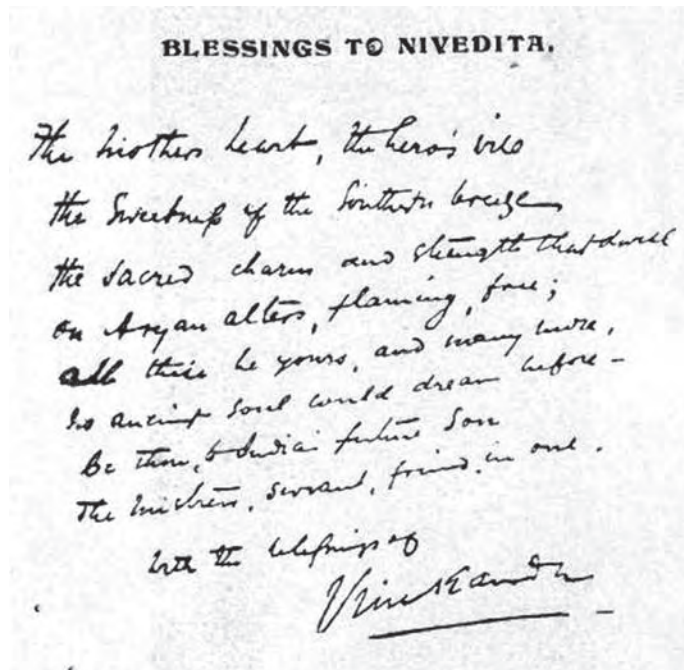 BLESSINGS TO NIVEDITA.
The mothers heart, the hero's will
the Sweetness of the Southern breeze
the sacred charm and strength that dwell
on Aryan alters, flaming, free;
all these be yours, and many more,
No ancient soul could dream before —
Be thou, to India's future Son
The mistress, servant, friend, in one.
With the blessings of
Vivekananda